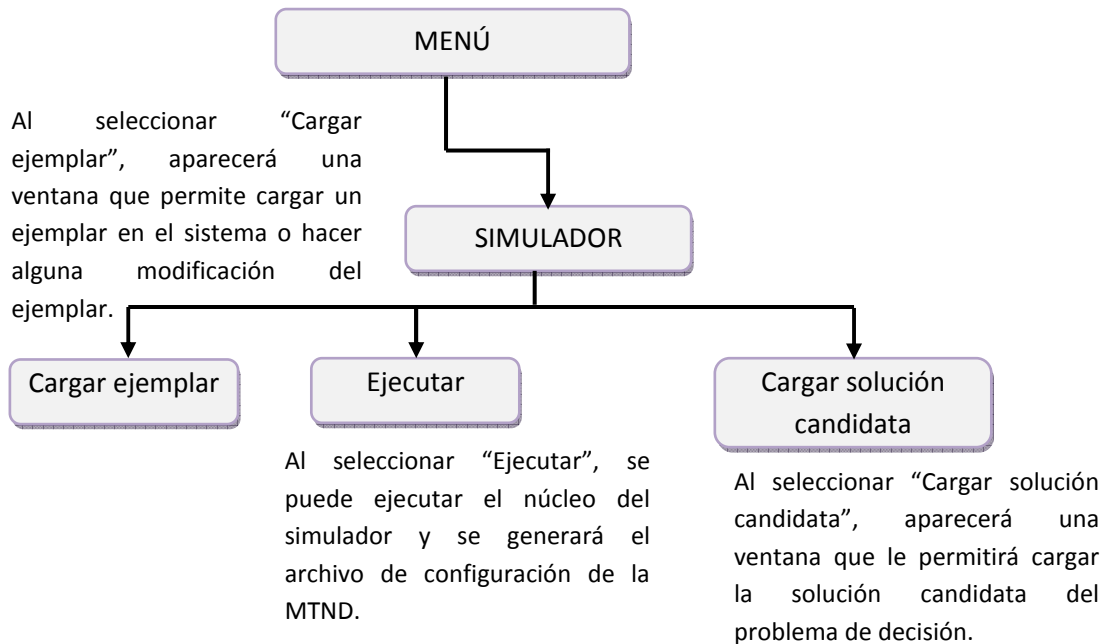 MENÚ
Al seleccionar “Cargar
ejemplar”, aparecerá una
ventana que permite cargar un
ejemplar en el sistema o hacer
alguna modificación del
ejemplar.
SIMULADOR
Cargar ejemplar
Ejecutar
Cargar solución
candidata
Al seleccionar “Ejecutar”, se
puede ejecutar el núcleo del
simulador y se generará el
archivo de configuración de la
MTND.
Al seleccionar “Cargar solución
candidata”, aparecerá una
ventana que le permitirá cargar
la solución candidata del
problema de decisión.